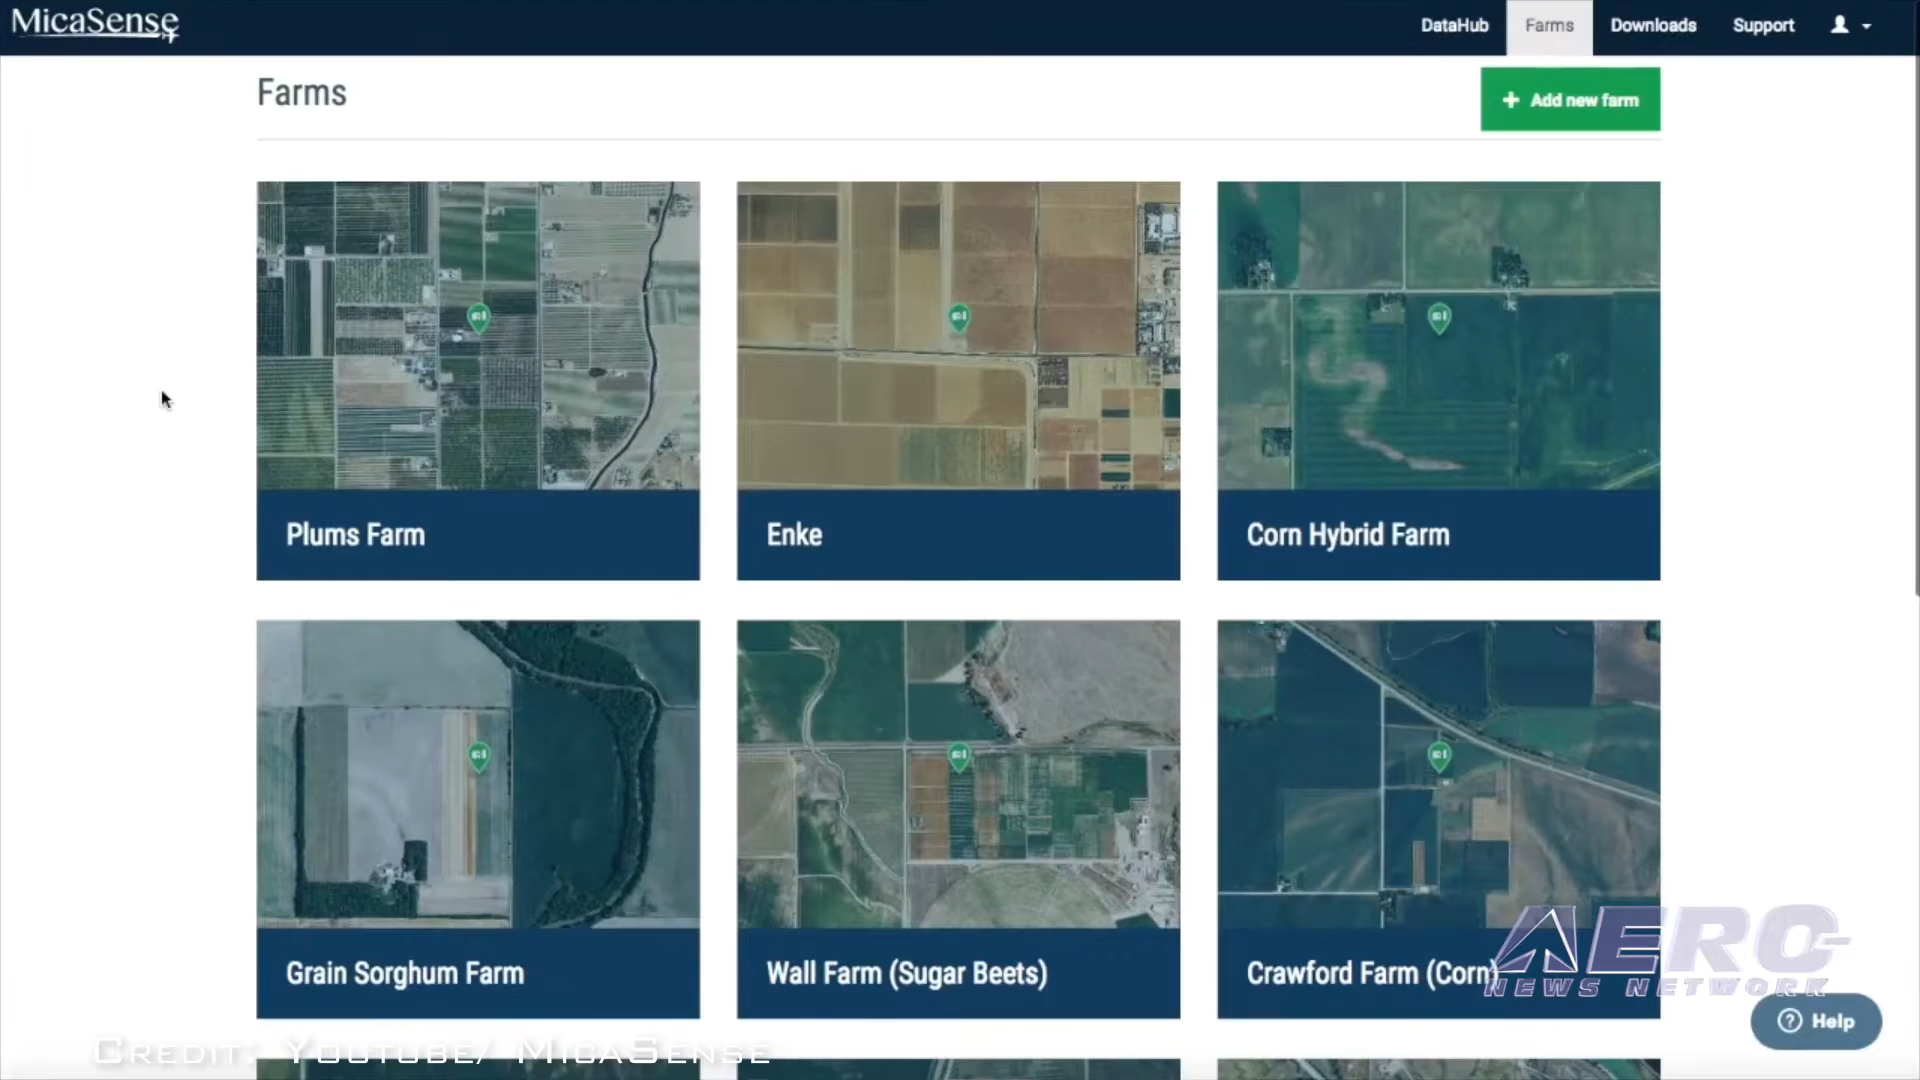 MicaSense
DataHub
Farms
Downloads
Support
Farms
+ Add new farm
Plums Farm
Enke
Corn Hybrid Farm
Grain Sorghum Farm
Wall Farm (Sugar Beets)
Crawford Farm (Corn)
AERO-
NEWS NETWORK
? Help
Credit: Youtube/ MicaSense